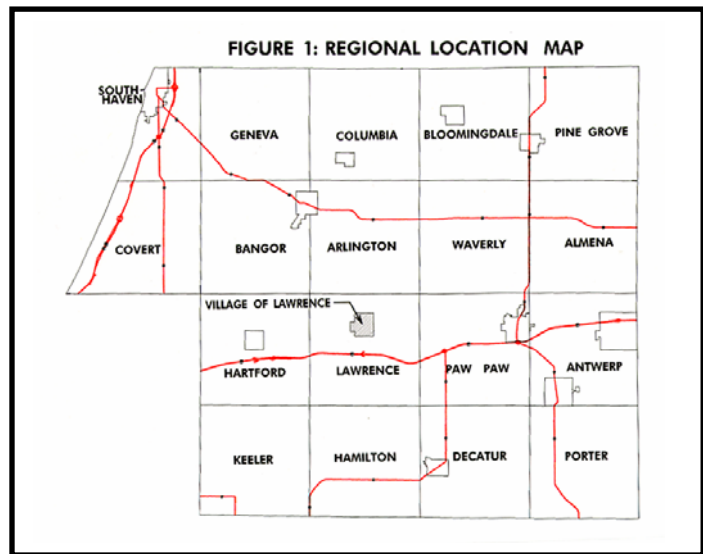 FIGURE 1: REGIONAL LOCATION MAP
SOUTH-
HAVEN
GENEVA
COLUMBIA
BLOOMINGDALE
PINE GROVE
COVERT
BANGOR
ARLINGTON
WAVERLY
ALMENA
VILLAGE OF LAWRENCE
HARTFORD
LAWRENCE
PAW PAW
ANTWERP
KEELER
HAMILTON
DECATUR
PORTER